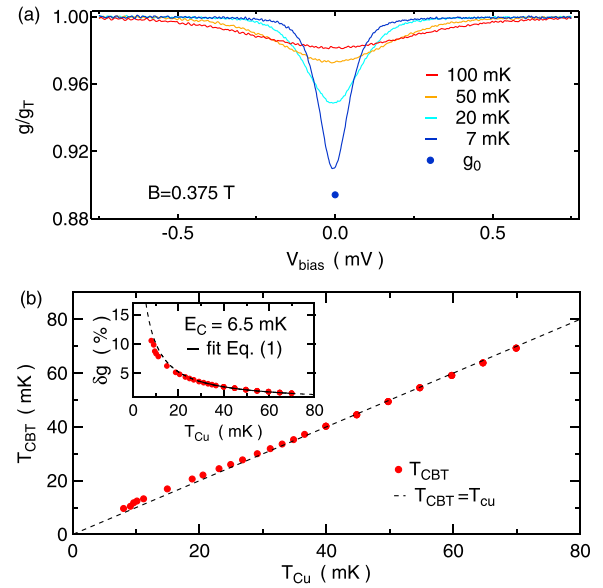 (a)
1.00
0.96
0.92
0.88
g/g_T
100 mK
50 mK
20 mK
7 mK
g_0
B=0.375 T
-0.5
0.0
0.5
V_bias ( mV )
(b)
80
60
40
20
0
T_CBT ( mK )
15
10
5
δg ( % )
E_C = 6.5 mK
— fit Eq. (1)
0
20
40
60
80
T_Cu ( mK )
T_CBT
T_CBT =T_cu
0
20
40
60
80
T_Cu ( mK )